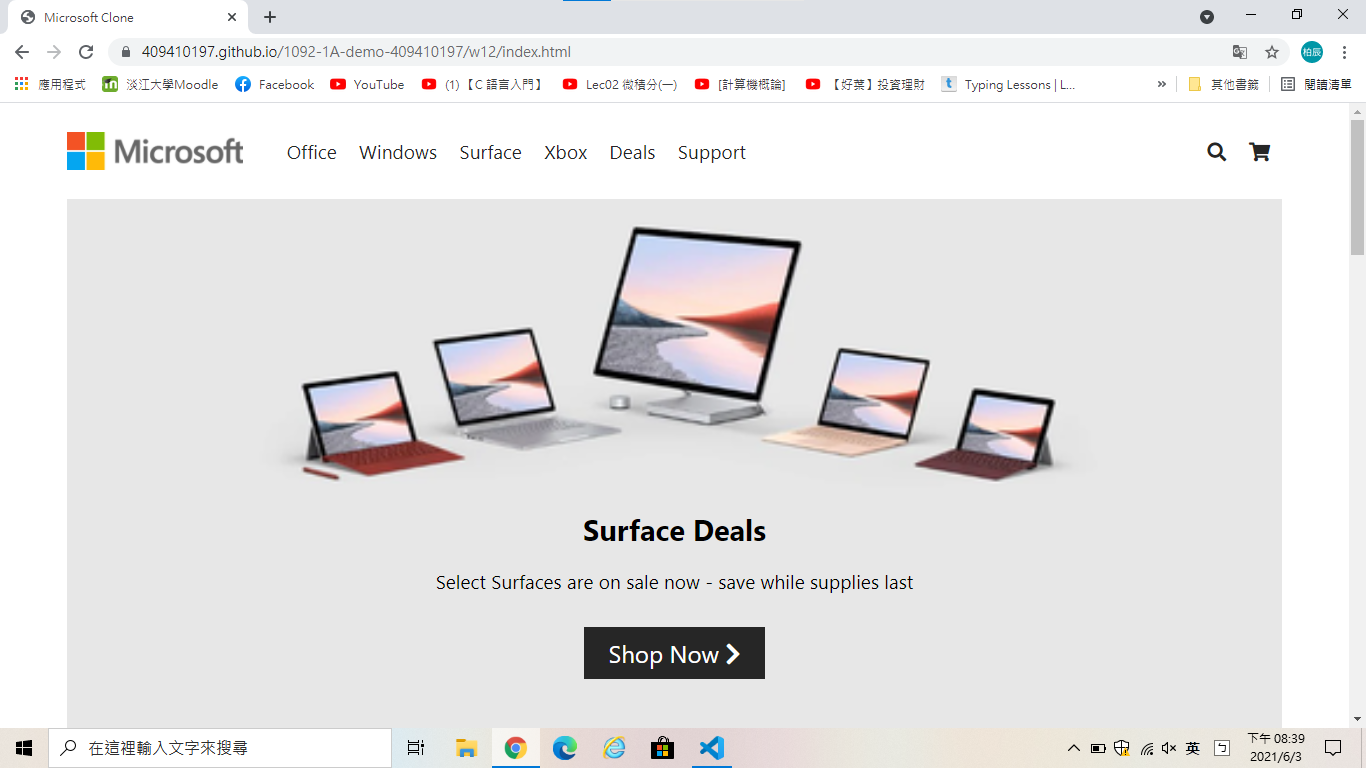 Microsoft Clone
409410197.github.io/1092-1A-demo-409410197/w12/index.html
柏辰
應用程式 淡江大學Moodle Facebook YouTube (1)【C 語言入門】 Lec02 微積分(一) [計算機概論] 【好葉】投資理財 Typing Lessons | L... » 其他書籤 閱讀清單
Microsoft Office Windows Surface Xbox Deals Support
Surface Deals
Select Surfaces are on sale now - save while supplies last
Shop Now
在這裡輸入文字來搜尋
英 ㄅ
下午 08:39
2021/6/3